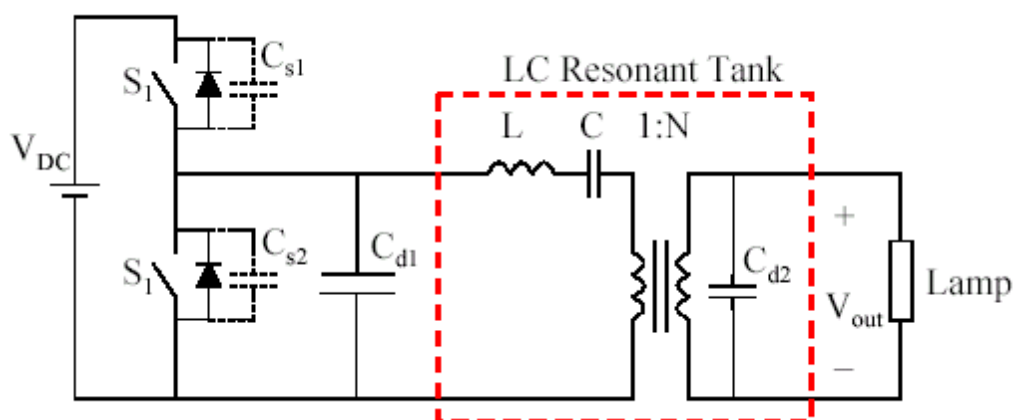 S1
Cs1
LC Resonant Tank
L
C
1:N
VDC
S1
Cs2
Cd1
Cd2
+
Vout
−
Lamp